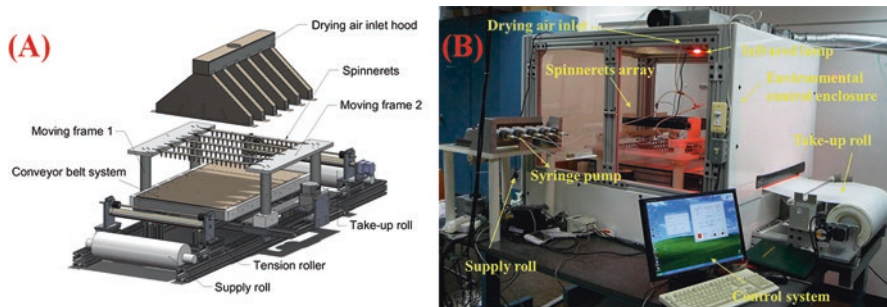 (A)
Drying air inlet hood
Spinnerets
Moving frame 2
Moving frame 1
Conveyor belt system
Take-up roll
Tension roller
Supply roll
(B)
Drying air inlet
Infrared lamp
Spinnerets array
Environmental
control enclosure
Take-up roll
Syringe pump
Supply roll
Control system